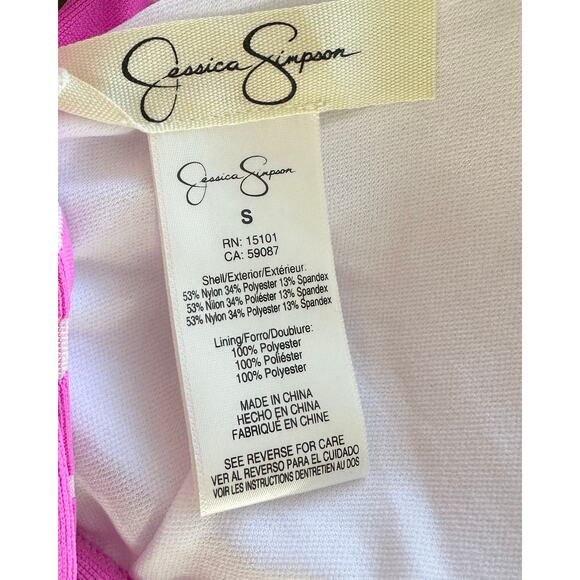 Jessica Simpson
Jessica Simpson
S
RN: 15101
CA: 59087
Shell/Exterior/Extérieur:
53% Nylon 34% Polyester 13% Spandex
53% Nilon 34% Poliéster 13% Spandex
53% Nylon 34% Polyester 13% Spandex
Lining/Forro/Doublure:
100% Polyester
100% Poliéster
100% Polyester
MADE IN CHINA
HECHO EN CHINA
FABRIQUÉ EN CHINE
SEE REVERSE FOR CARE
VER AL REVERSO PARA EL CUIDADO
VOIR LES INSTRUCTIONS D'ENTRETIEN AU DOS